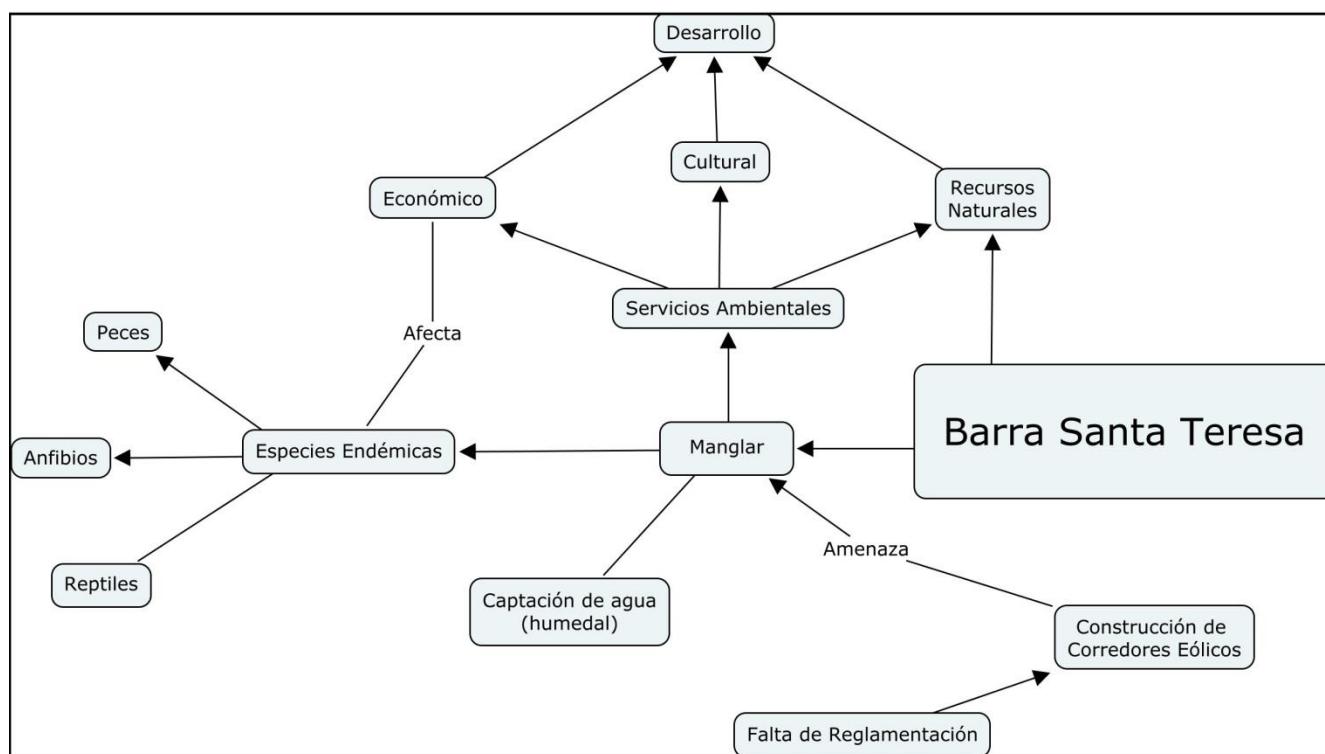 Desarrollo
Cultural
Económico
Recursos
Naturales
Servicios Ambientales
Peces
Afecta
Barra Santa Teresa
Especies Endémicas
Manglar
Anfibios
Amenaza
Reptiles
Captación de agua
(humedal)
Construcción de
Corredores Eólicos
Falta de Reglamentación